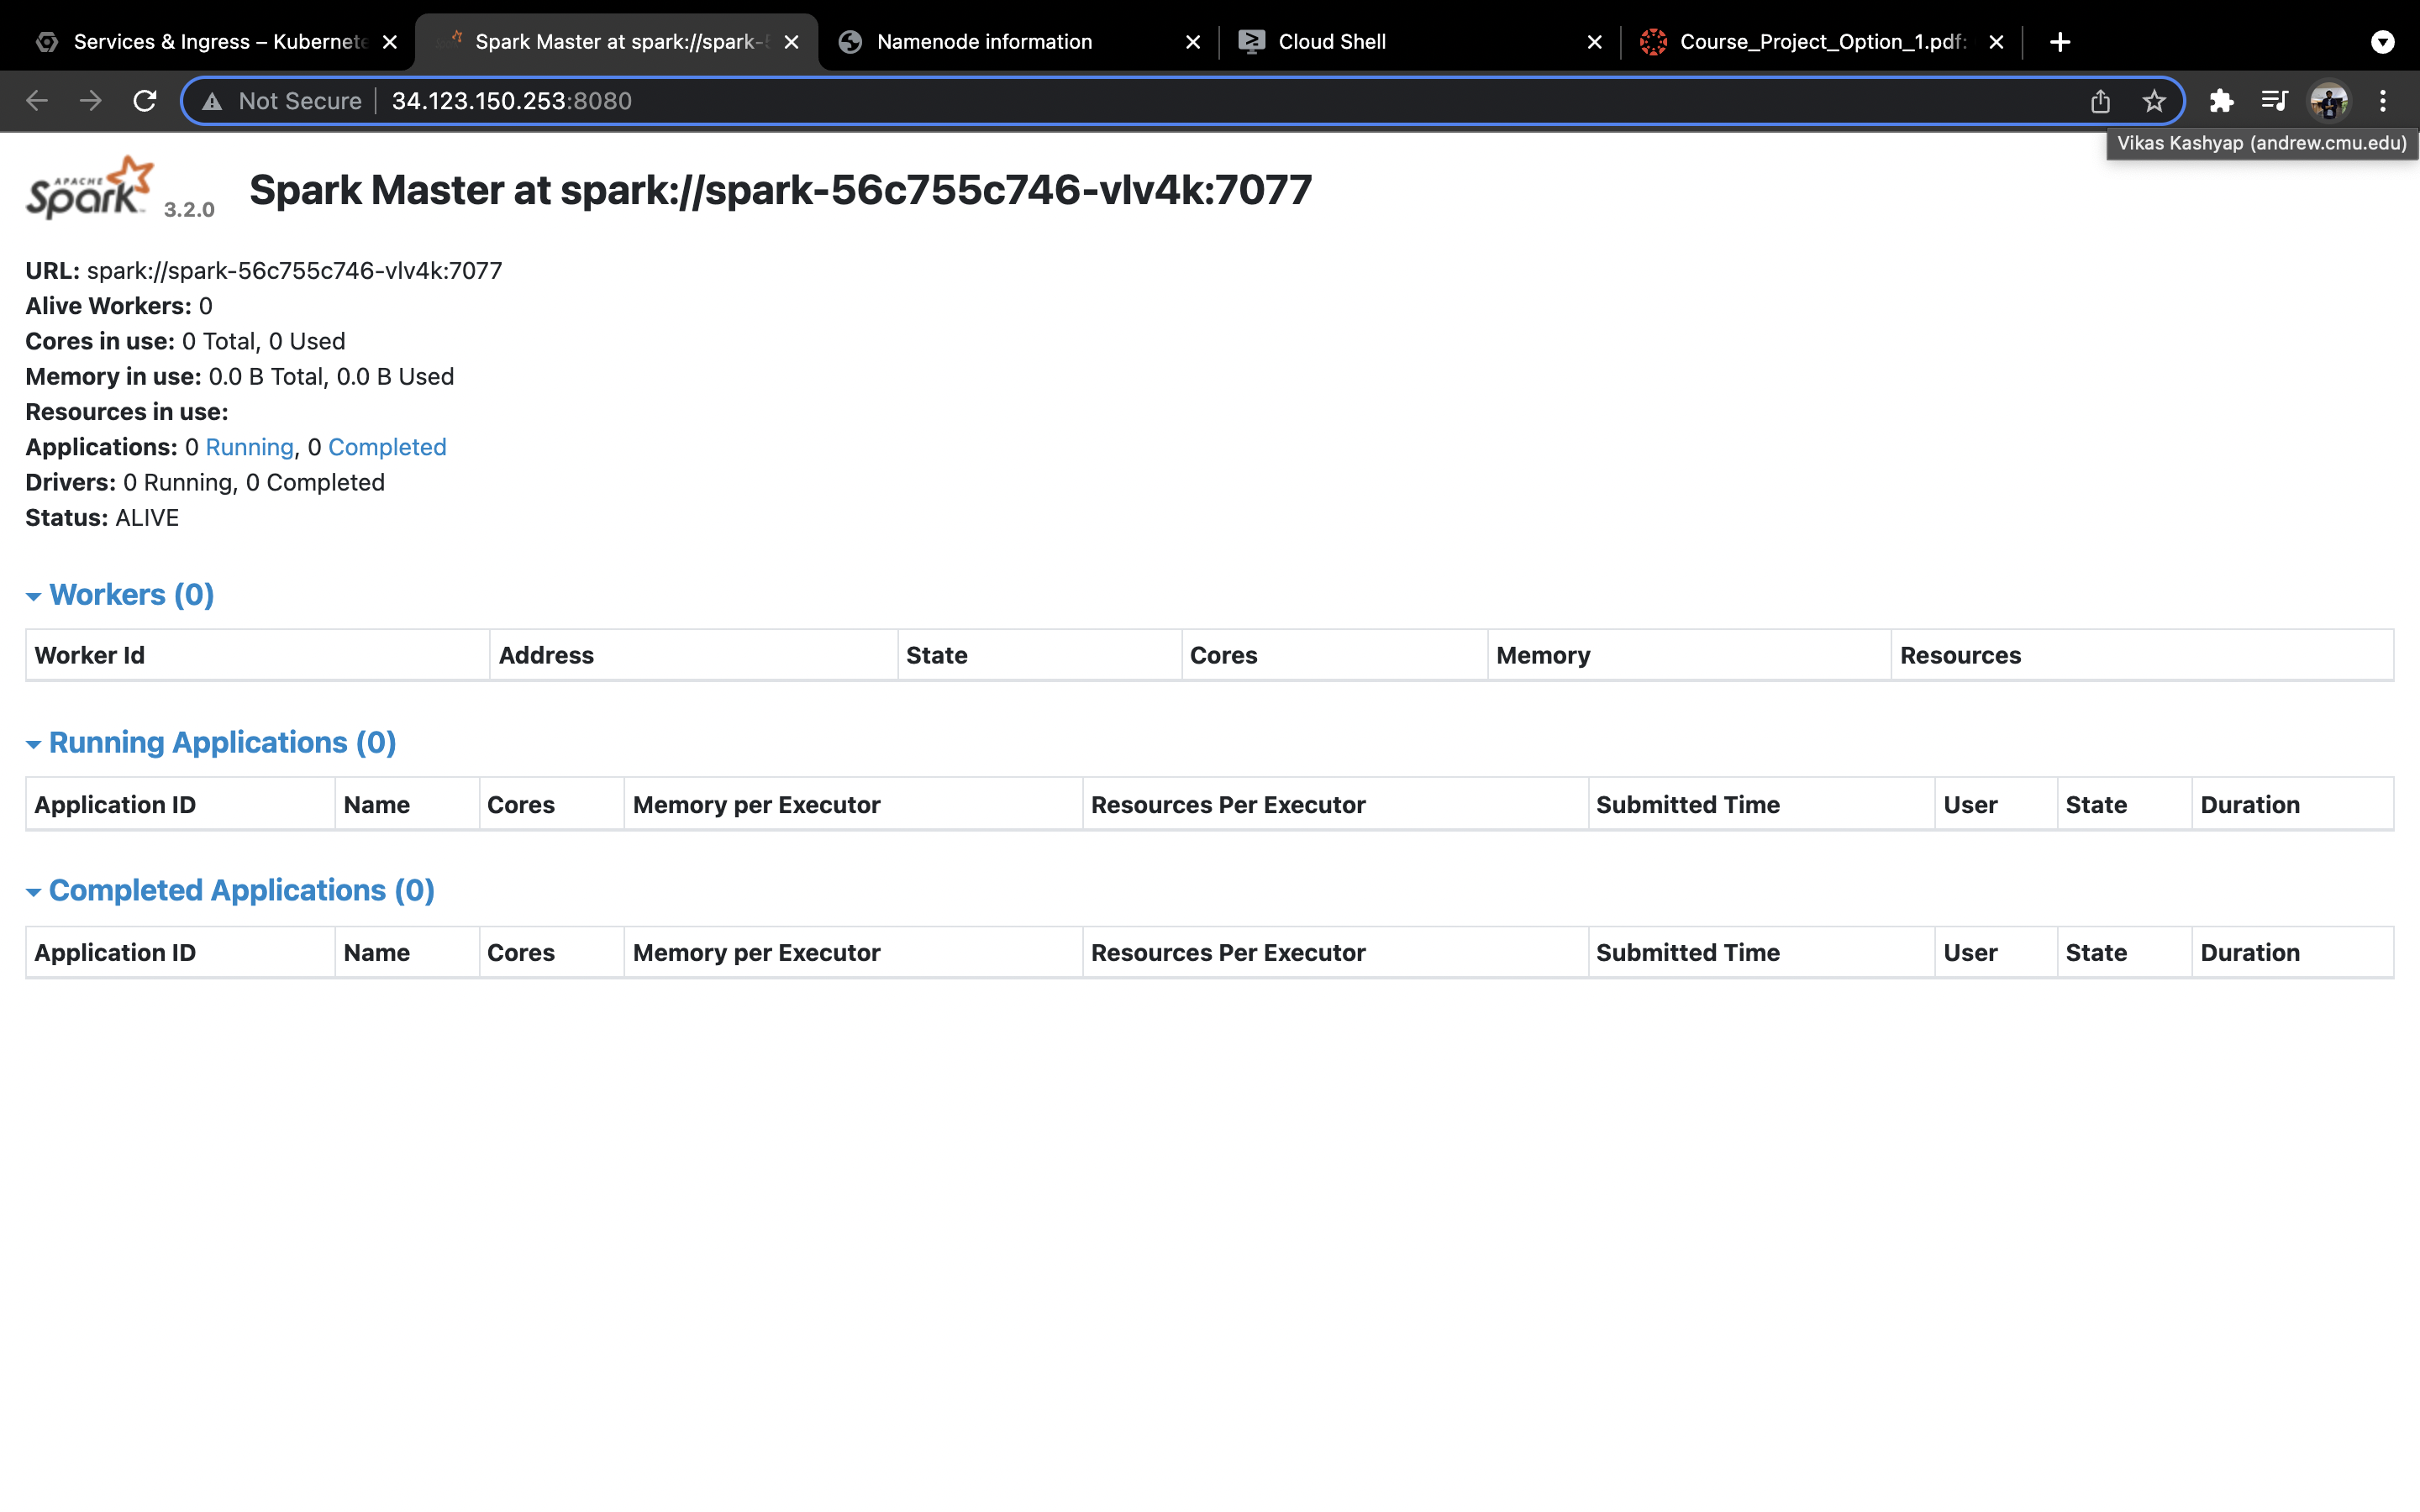 Services & Ingress – Kubernete
Spark Master at spark://spark-5
Namenode information
Cloud Shell
Course_Project_Option_1.pdf:
Not Secure
34.123.150.253:8080
Vikas Kashyap (andrew.cmu.edu)
APACHE
Spark
3.2.0
Spark Master at spark://spark-56c755c746-vlv4k:7077
URL: spark://spark-56c755c746-vlv4k:7077
Alive Workers: 0
Cores in use: 0 Total, 0 Used
Memory in use: 0.0 B Total, 0.0 B Used
Resources in use:
Applications: 0 Running, 0 Completed
Drivers: 0 Running, 0 Completed
Status: ALIVE
Workers (0)
Worker Id Address State Cores Memory Resources
Running Applications (0)
Application ID Name Cores Memory per Executor Resources Per Executor Submitted Time User State Duration
Completed Applications (0)
Application ID Name Cores Memory per Executor Resources Per Executor Submitted Time User State Duration